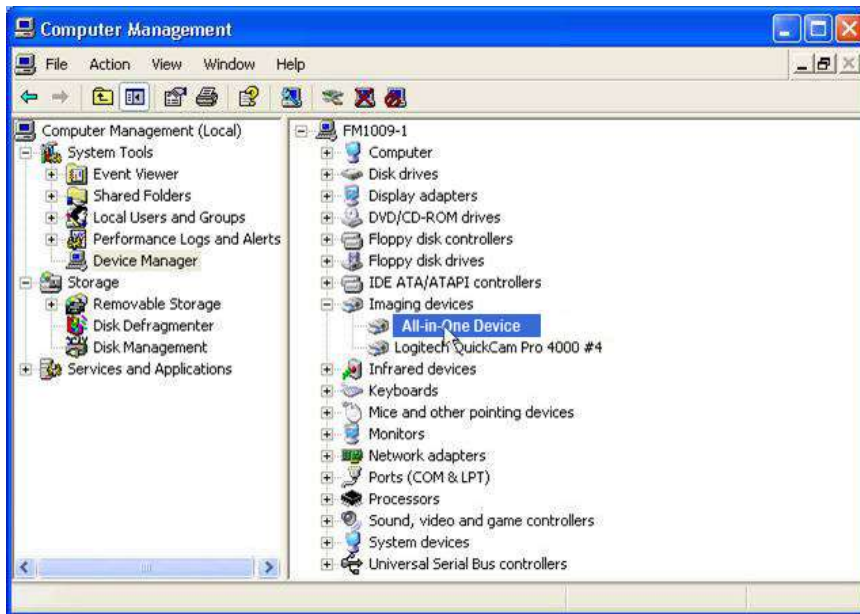 Computer Management
File Action View Window Help
Computer Management (Local)
System Tools
Event Viewer
Shared Folders
Local Users and Groups
Performance Logs and Alerts
Device Manager
Storage
Removable Storage
Disk Defragmenter
Disk Management
Services and Applications
FM1009-1
Computer
Disk drives
Display adapters
DVD/CD-ROM drives
Floppy disk controllers
Floppy disk drives
IDE ATA/ATAPI controllers
Imaging devices
All-in-One Device
Logitech QuickCam Pro 4000 #4
Infrared devices
Keyboards
Mice and other pointing devices
Monitors
Network adapters
Ports (COM & LPT)
Processors
Sound, video and game controllers
System devices
Universal Serial Bus controllers